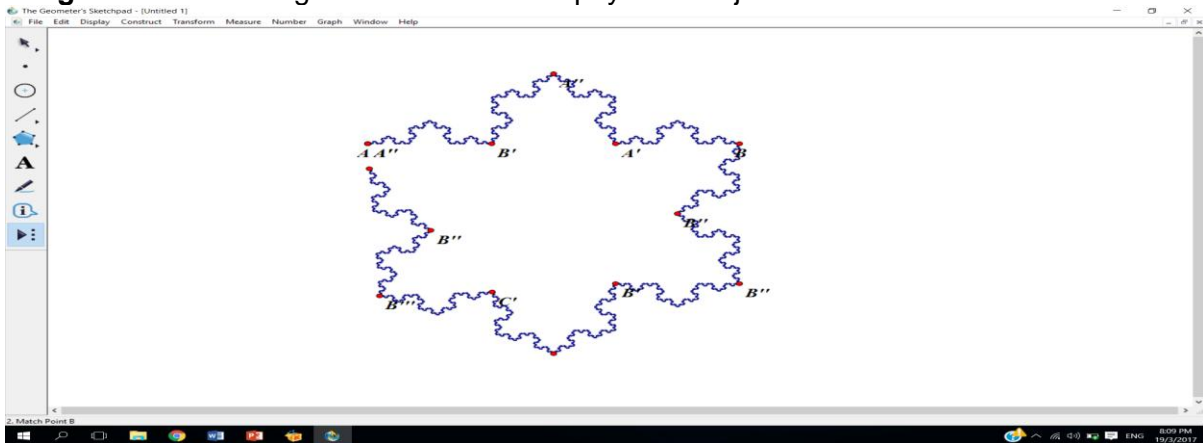 The Geometer's Sketchpad - [Untitled 1]
File Edit Display Construct Transform Measure Number Graph Window Help
A''
A A'' B' A' B
B''
B''
B''' C' B' B''
2. Match Point B
ENG 8:09 PM
19/3/2017